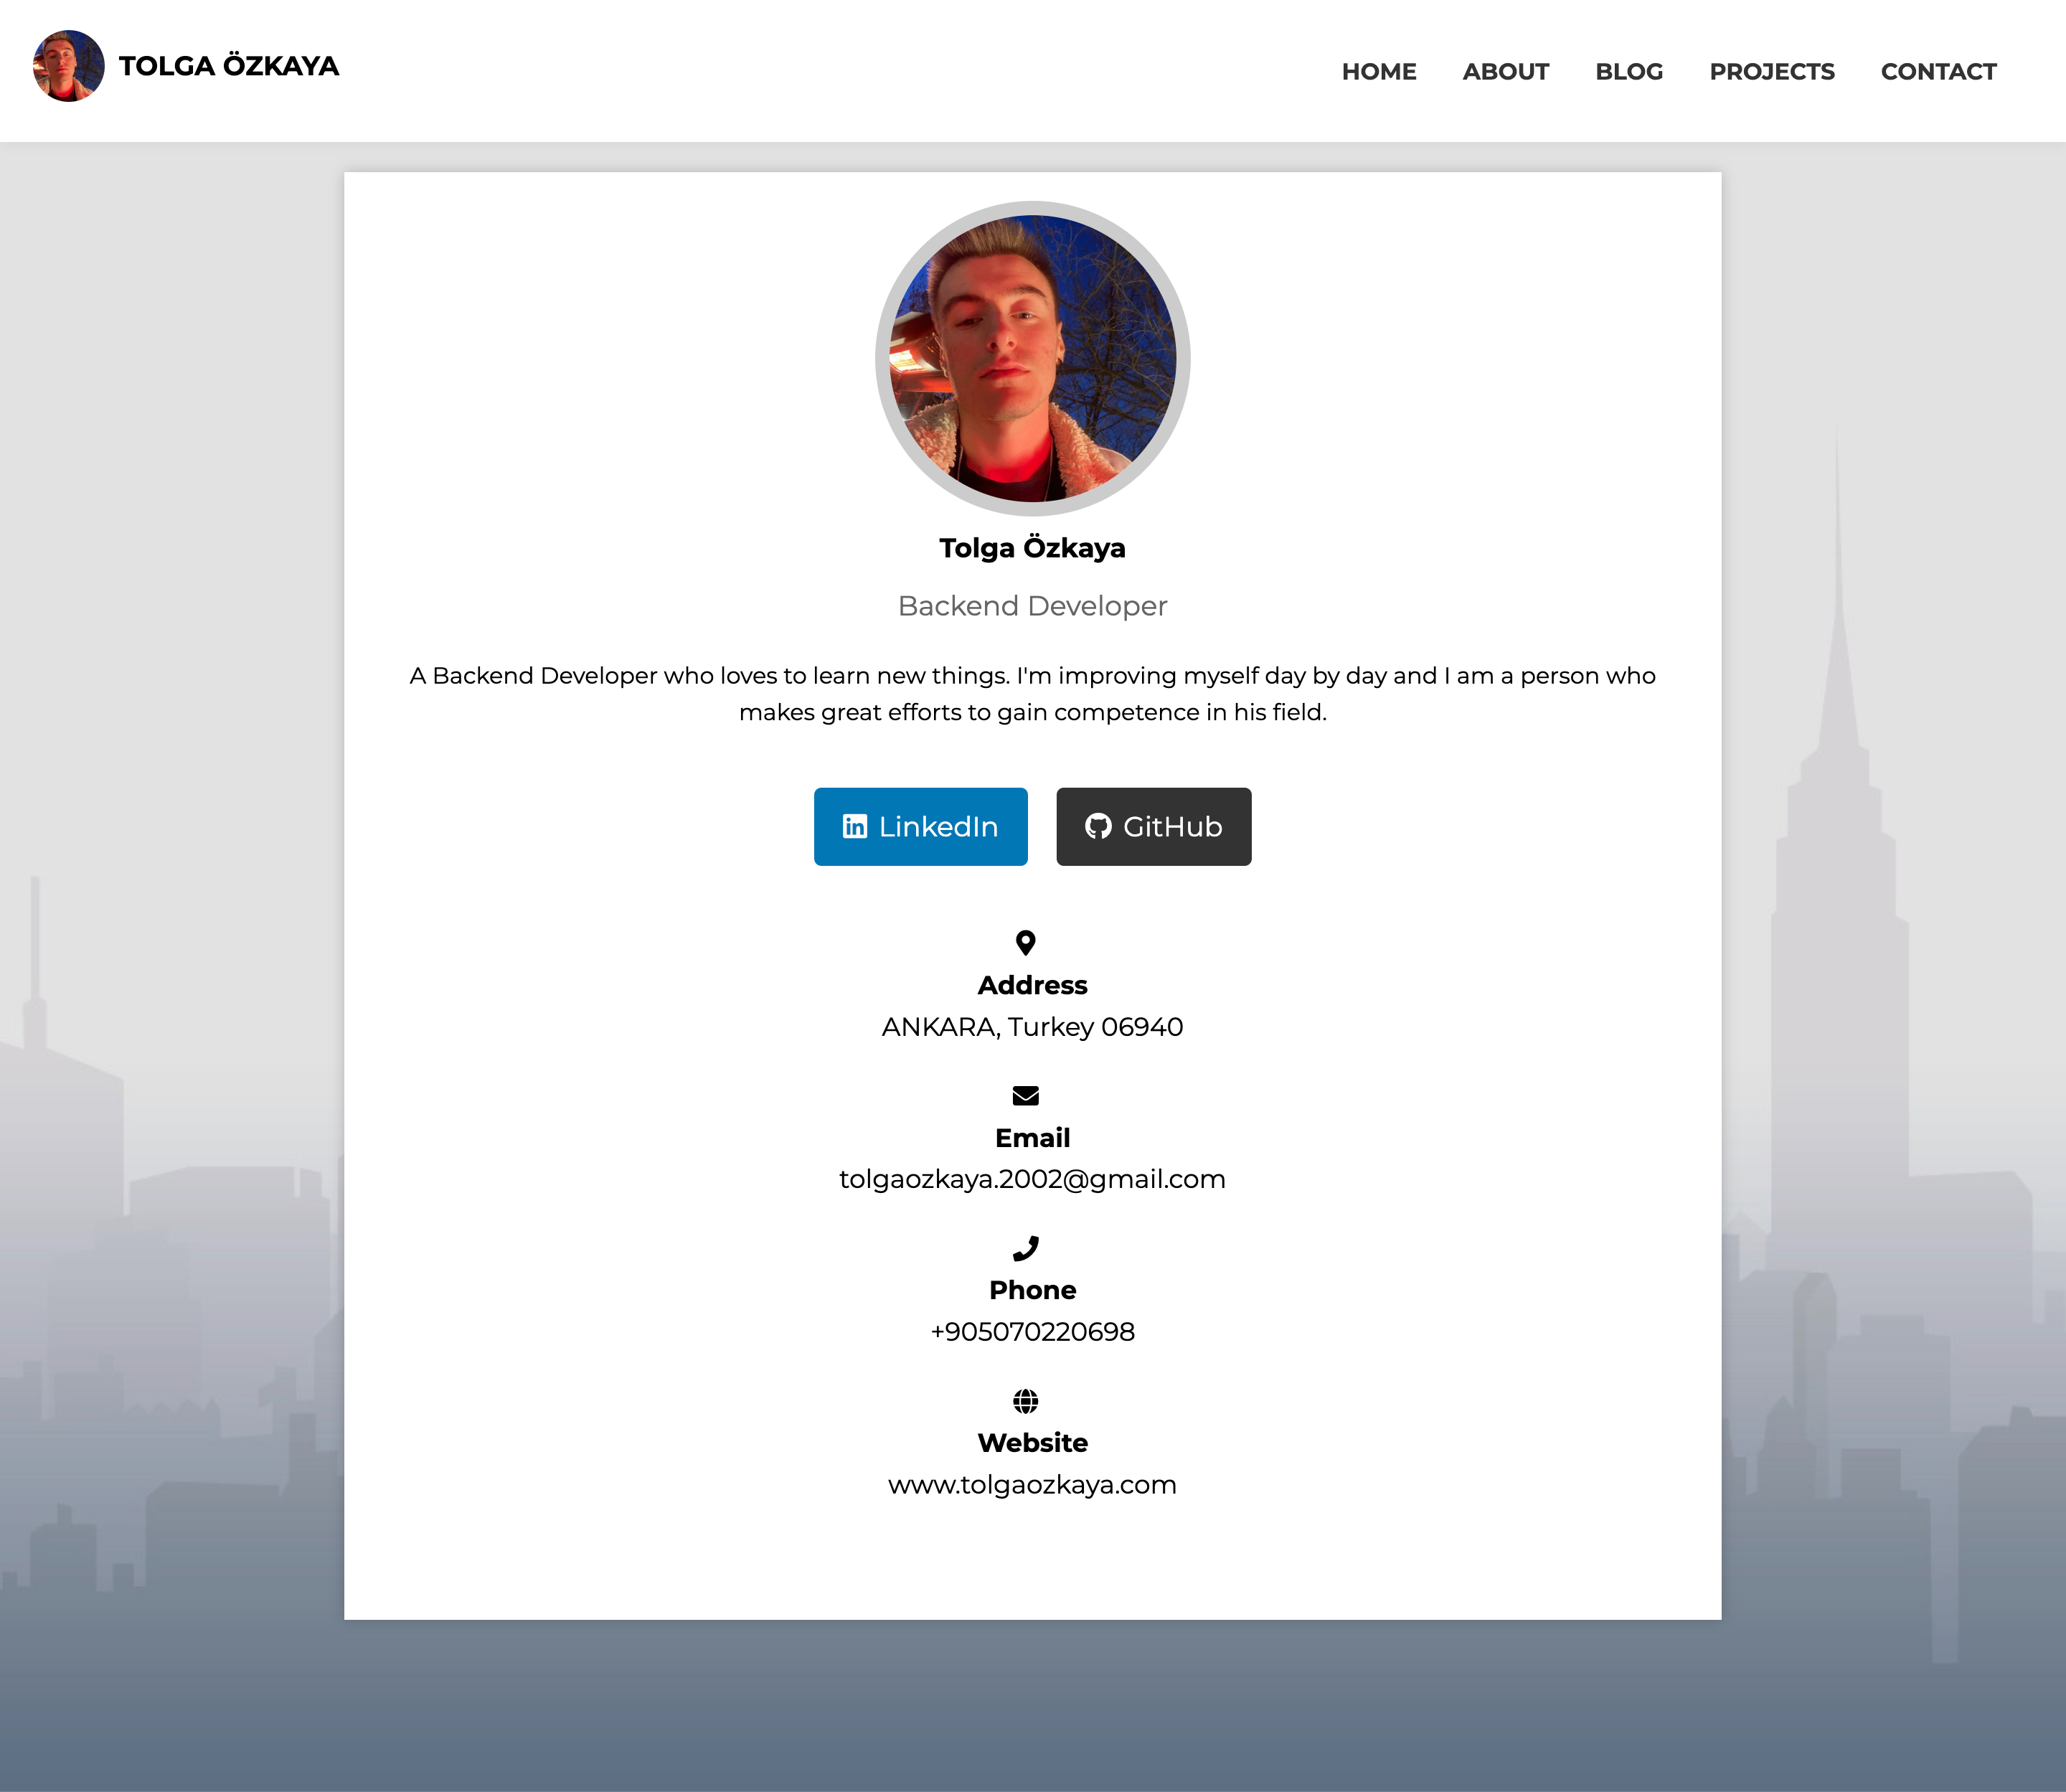 TOLGA ÖZKAYA
HOME ABOUT BLOG PROJECTS CONTACT
Tolga Özkaya
Backend Developer
A Backend Developer who loves to learn new things. I'm improving myself day by day and I am a person who
makes great efforts to gain competence in his field.
LinkedIn GitHub
Address
ANKARA, Turkey 06940
Email
tolgaozkaya.2002@gmail.com
Phone
+905070220698
Website
www.tolgaozkaya.com